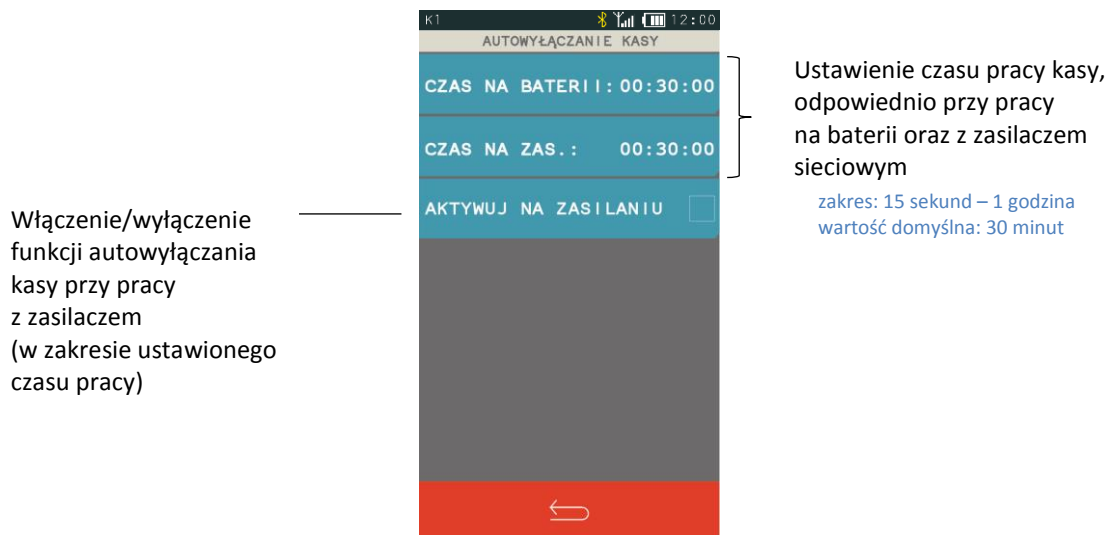 K1 12:00
AUTOWYŁĄCZANIE KASY
CZAS NA BATERII: 00:30:00
CZAS NA ZAS.: 00:30:00
AKTYWUJ NA ZASILANIU
Ustawienie czasu pracy kasy,
odpowiednio przy pracy
na baterii oraz z zasilaczem
sieciowym
zakres: 15 sekund – 1 godzina
wartość domyślna: 30 minut
Włączenie/wyłączenie
funkcji autowyłączania
kasy przy pracy
z zasilaczem
(w zakresie ustawionego
czasu pracy)